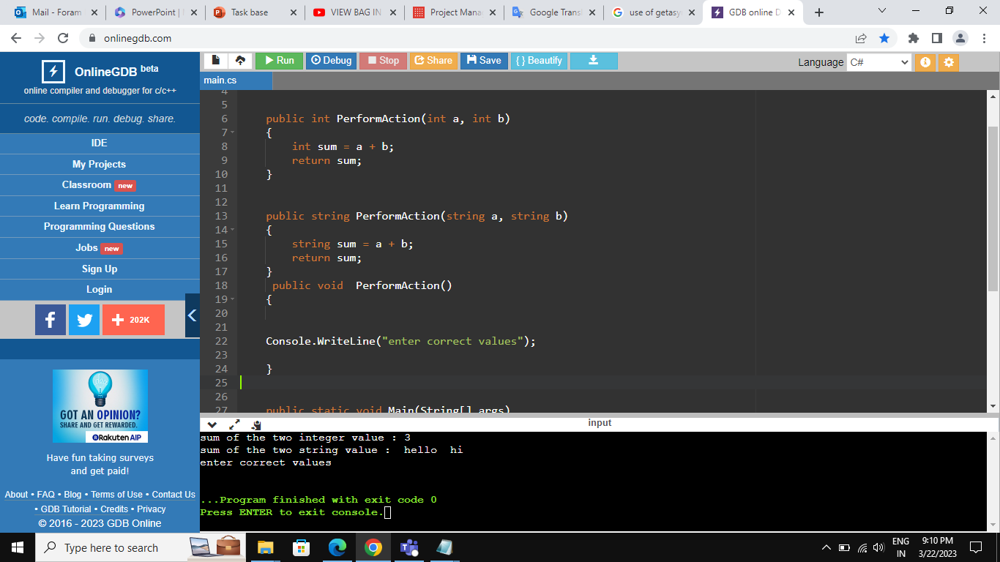 Mail - Foram
PowerPoint |
Task base
VIEW BAG IN
Project Mana
Google Transl
use of getasy
GDB online D
onlinegdb.com
OnlineGDB beta
online compiler and debugger for c/c++
code. compile. run. debug. share.
IDE
My Projects
Classroom new
Learn Programming
Programming Questions
Jobs new
Sign Up
Login
202K
GOT AN OPINION?
SHARE AND GET REWARDED.
Rakuten AIP
Have fun taking surveys
and get paid!
About • FAQ • Blog • Terms of Use • Contact Us
• GDB Tutorial • Credits • Privacy
© 2016 - 2023 GDB Online
Run Debug Stop Share Save { } Beautify
Language C#
main.cs
4
5
6 public int PerformAction(int a, int b)
7 {
8 int sum = a + b;
9 return sum;
10 }
11
12
13 public string PerformAction(string a, string b)
14 {
15 string sum = a + b;
16 return sum;
17 }
18 public void  PerformAction()
19 {
20
21
22 Console.WriteLine("enter correct values");
23
24 }
25
26
27 public static void Main(String[] args)
input
sum of the two integer value : 3
sum of the two string value :  hello  hi
enter correct values
...Program finished with exit code 0
Press ENTER to exit console.
Type here to search
ENG
IN
9:10 PM
3/22/2023